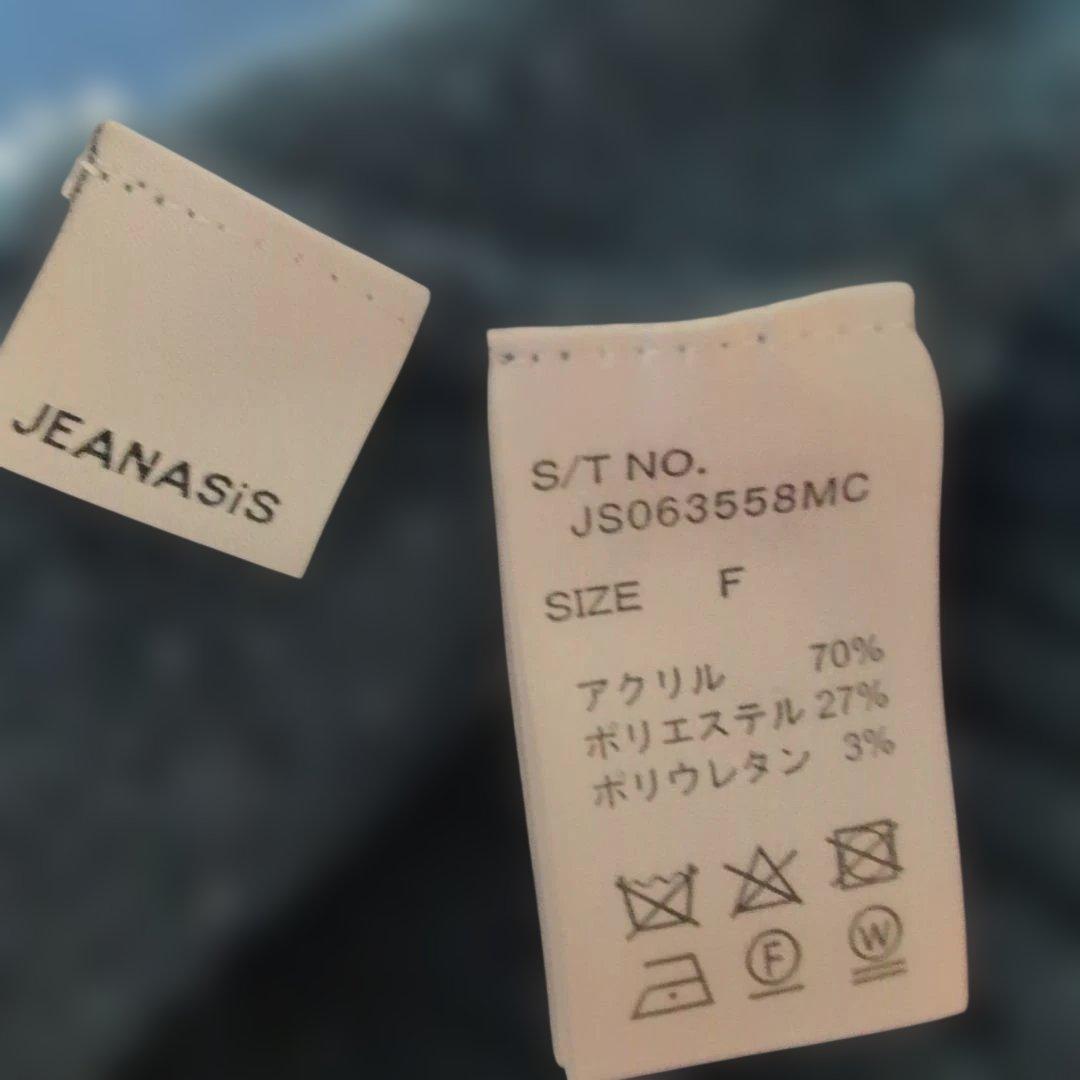 JEANASiS
S/T NO.
JS063558MC
SIZE F
アクリル 70%
ポリエステル 27%
ポリウレタン 3%
F
W